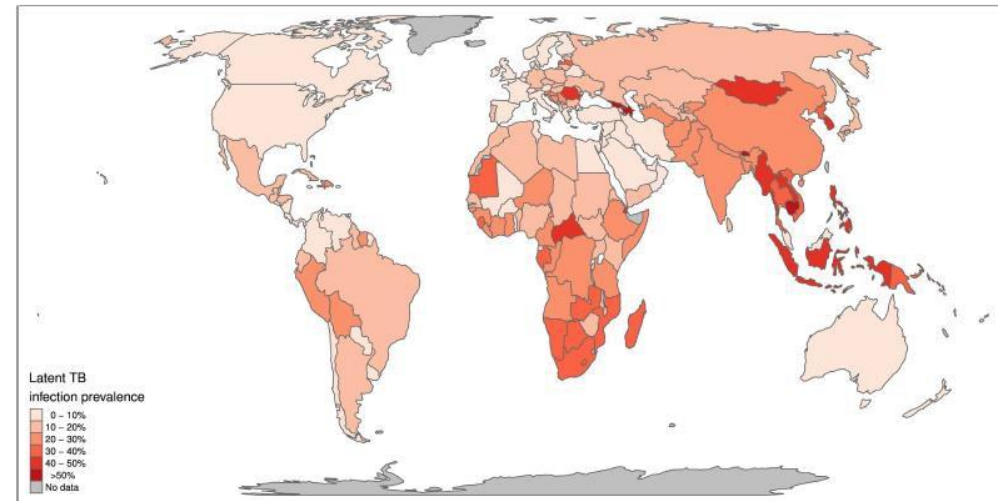 Latent TB
infection prevalence
0 – 10%
10 – 20%
20 – 30%
30 – 40%
40 – 50%
>50%
No data